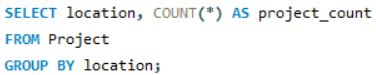 SELECT location, COUNT(*) AS project_count
FROM Project
GROUP BY location;